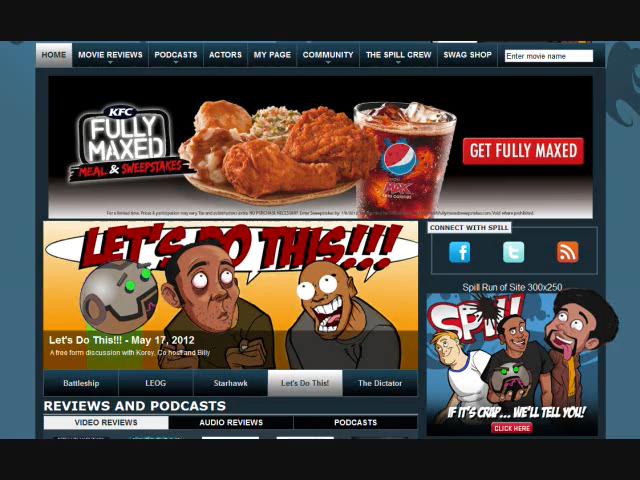 HOME MOVIE REVIEWS PODCASTS ACTORS MY PAGE COMMUNITY THE SPILL CREW SWAG SHOP Enter movie name
KFC
FULLY
MAXED
MEAL & SWEEPSTAKES
pepsi
MAX
GET FULLY MAXED
LET'S DO THIS!!!
Let's Do This!!! - May 17, 2012
A free form discussion with Korey, Co host and Billy
Battleship LEOG Starhawk Let's Do This! The Dictator
CONNECT WITH SPILL
Spill Run of Site 300x250
SPILL
IF IT'S CRAP... WE'LL TELL YOU!
CLICK HERE
REVIEWS AND PODCASTS
VIDEO REVIEWS AUDIO REVIEWS PODCASTS